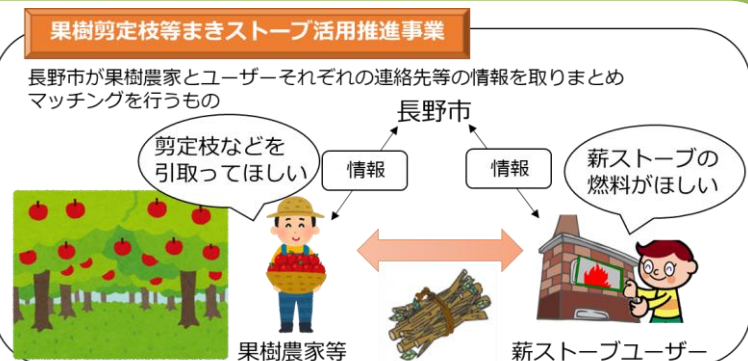 果樹剪定枝等まきストーブ活用推進事業
長野市が果樹農家とユーザーそれぞれの連絡先等の情報を取りまとめ
マッチングを行うもの
長野市
剪定枝などを
引取ってほしい
情報
情報
薪ストーブの
燃料がほしい
果樹農家等
薪ストーブユーザー